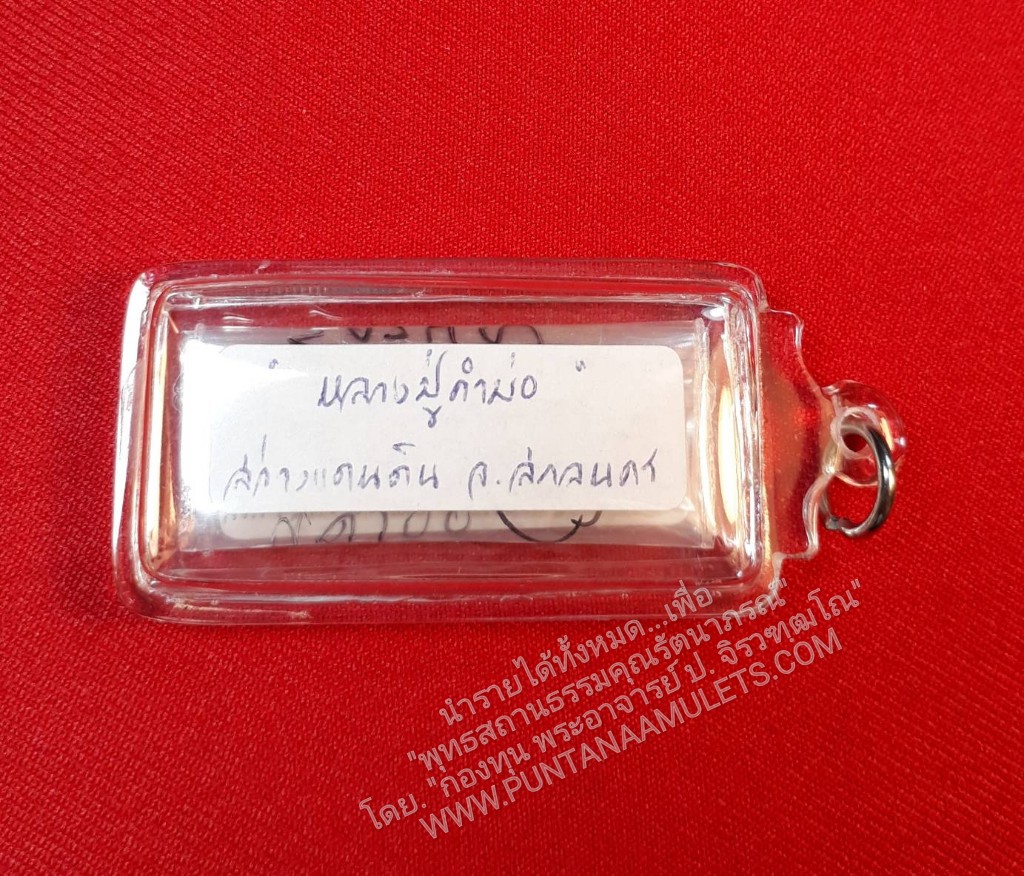 หลวงปู่คำบ่อ
สว่างแดนดิน จ.สกลนคร
นำรายได้ทั้งหมด...เพื่อ
"พุทธสถานธรรมคุณรัตนาภรณ์"
โดย. "กองทุน พระอาจารย์ ป. จิรวฑฺฒโณ"
WWW.PUNTANAAMULETS.COM